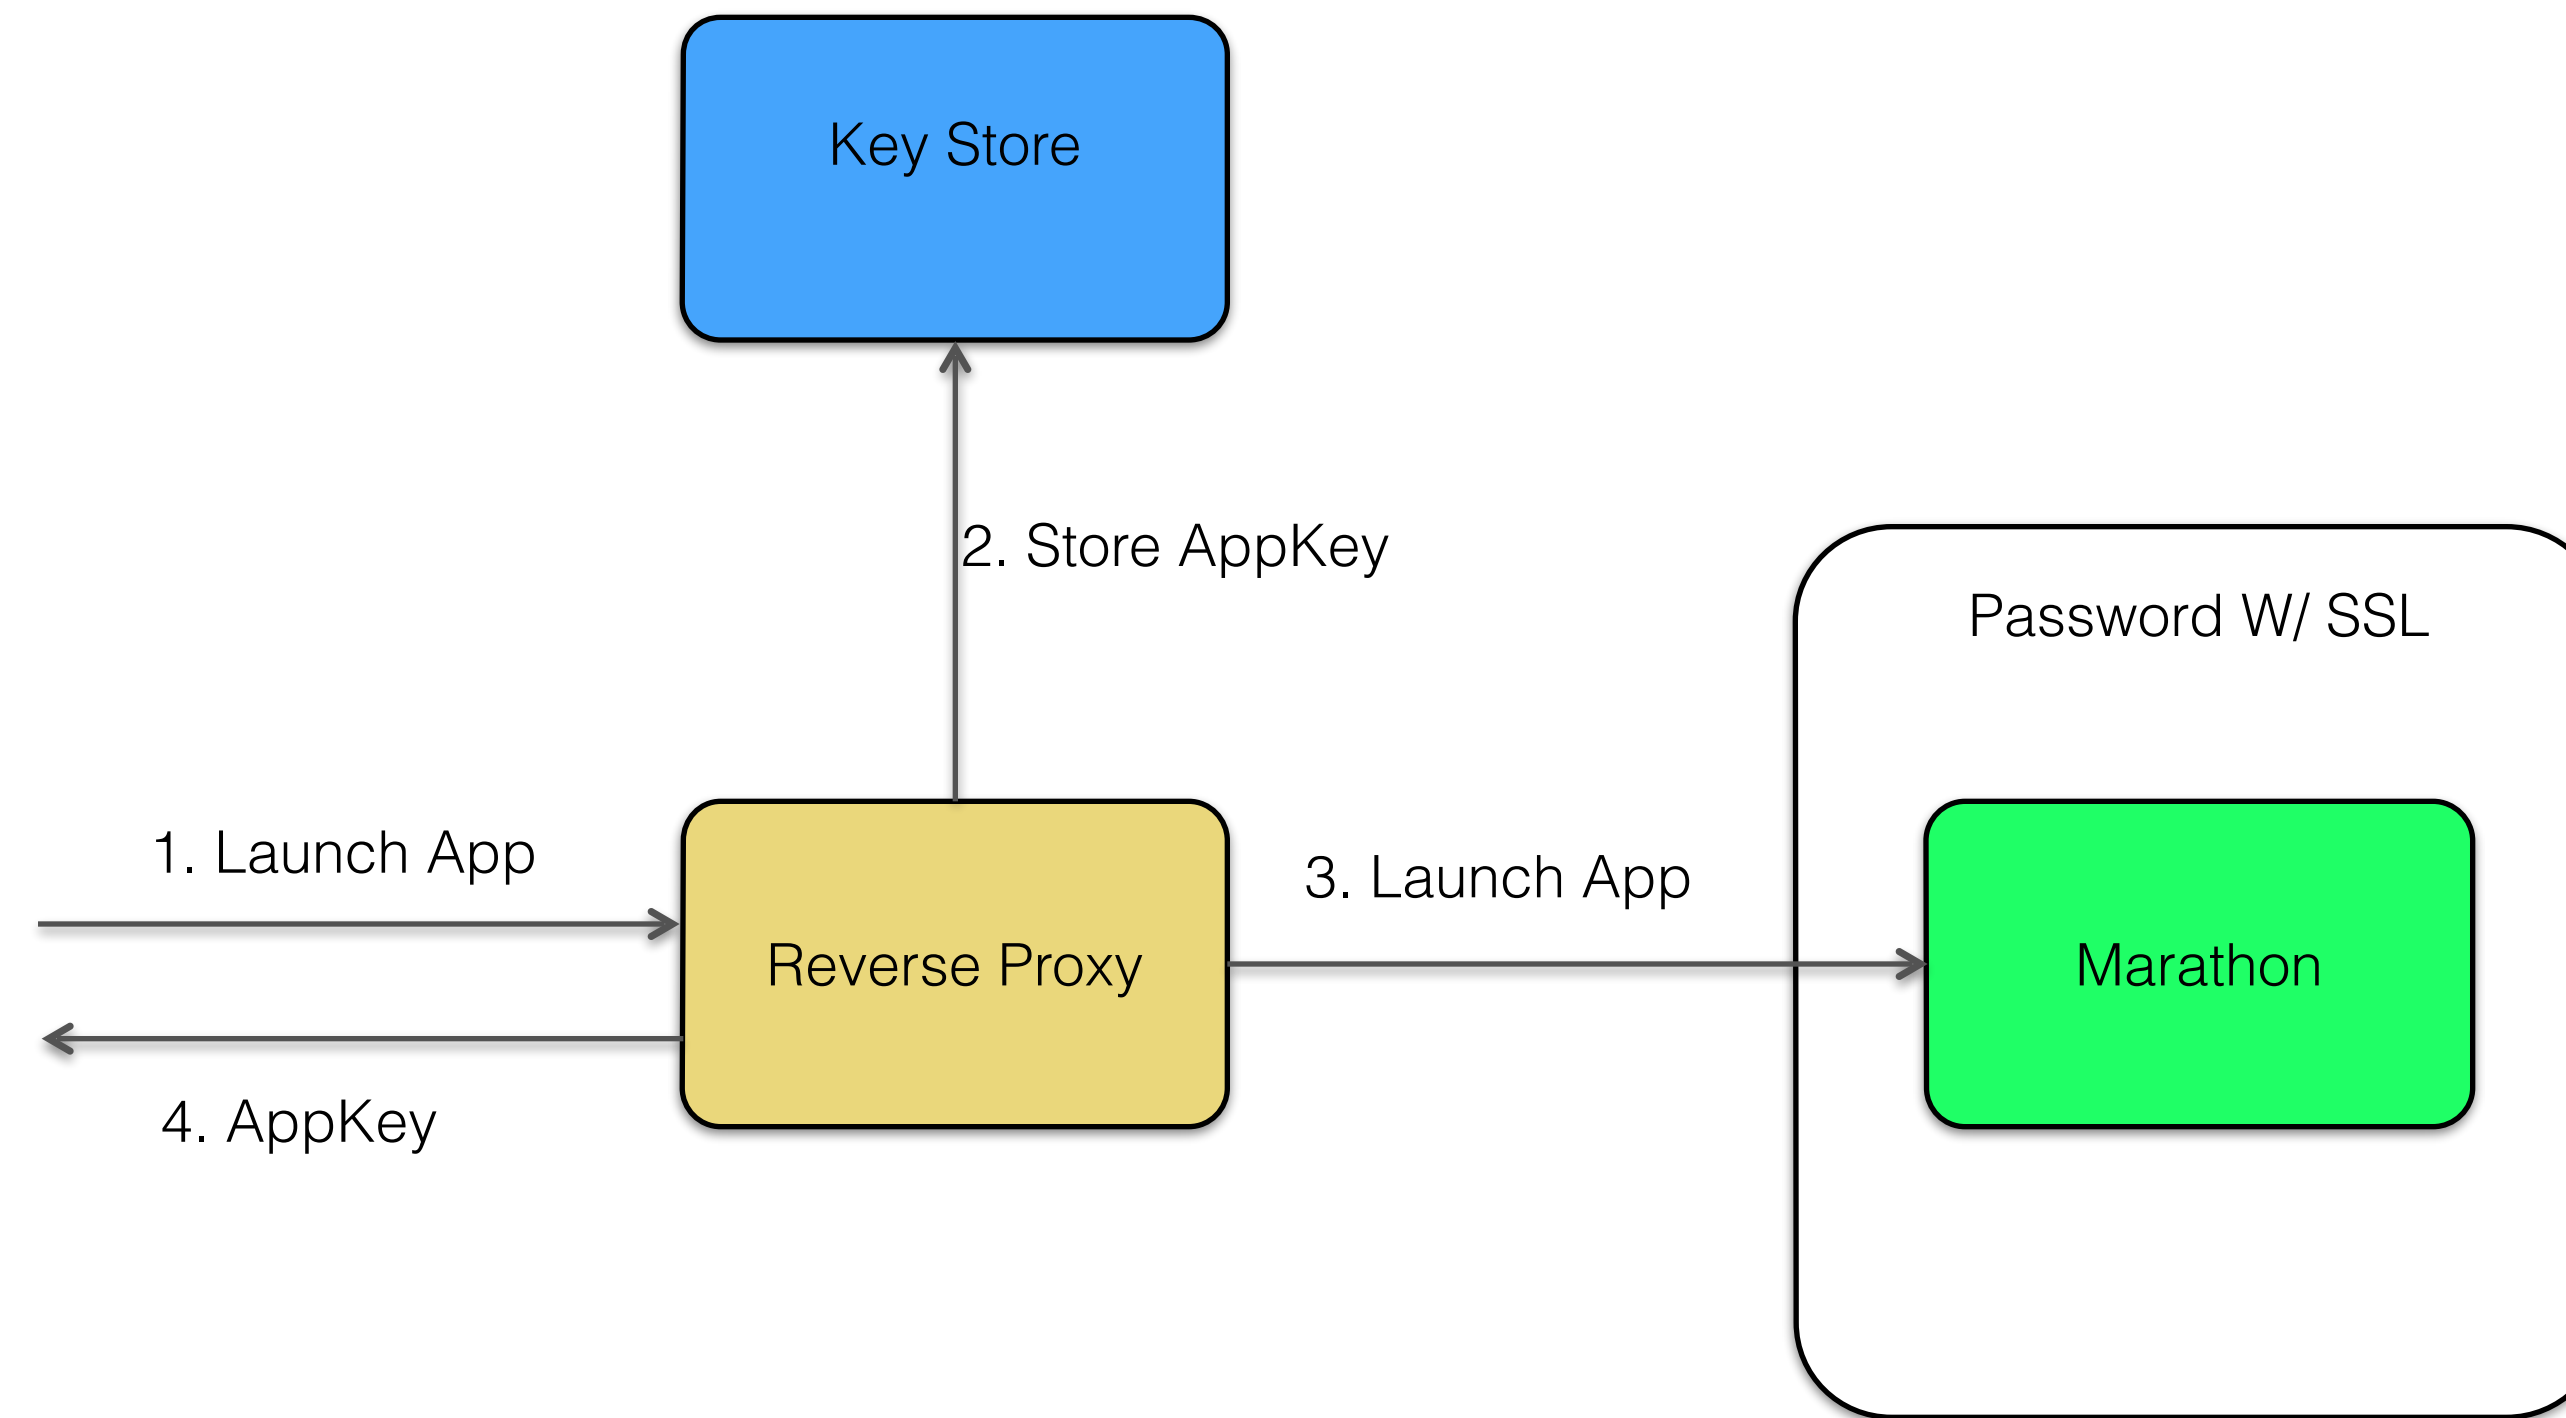 Key Store
2. Store AppKey
Password W/ SSL
1. Launch App
3. Launch App
Reverse Proxy
Marathon
4. AppKey